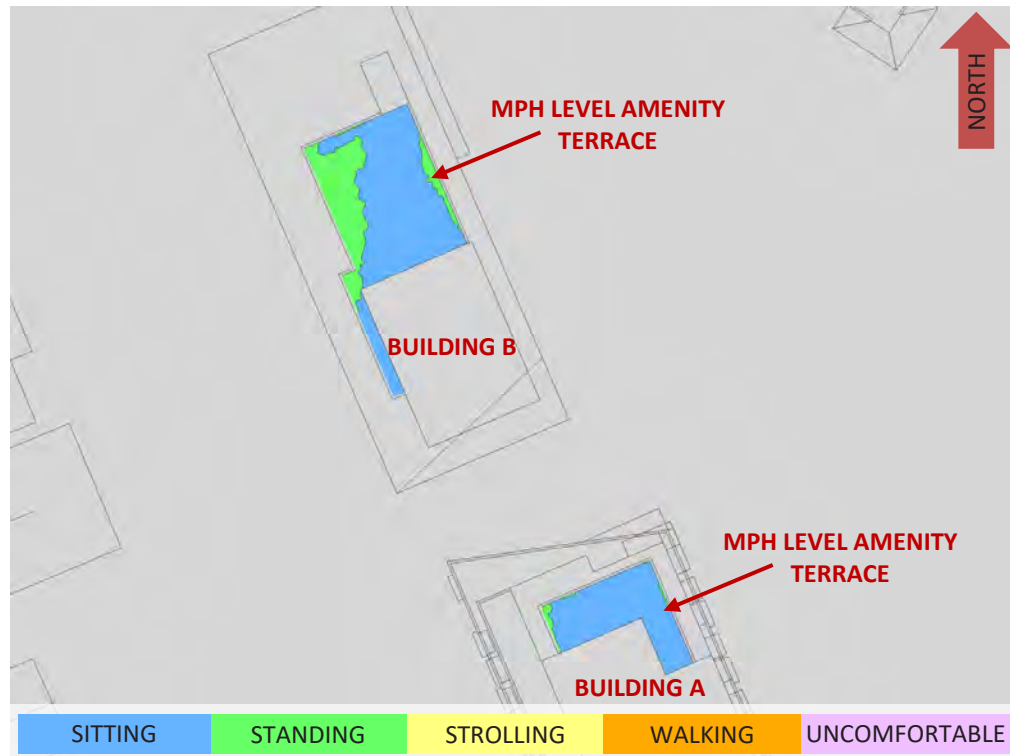 NORTH
MPH LEVEL AMENITY
TERRACE
BUILDING B
MPH LEVEL AMENITY
TERRACE
BUILDING A
SITTING
STANDING
STROLLING
WALKING
UNCOMFORTABLE